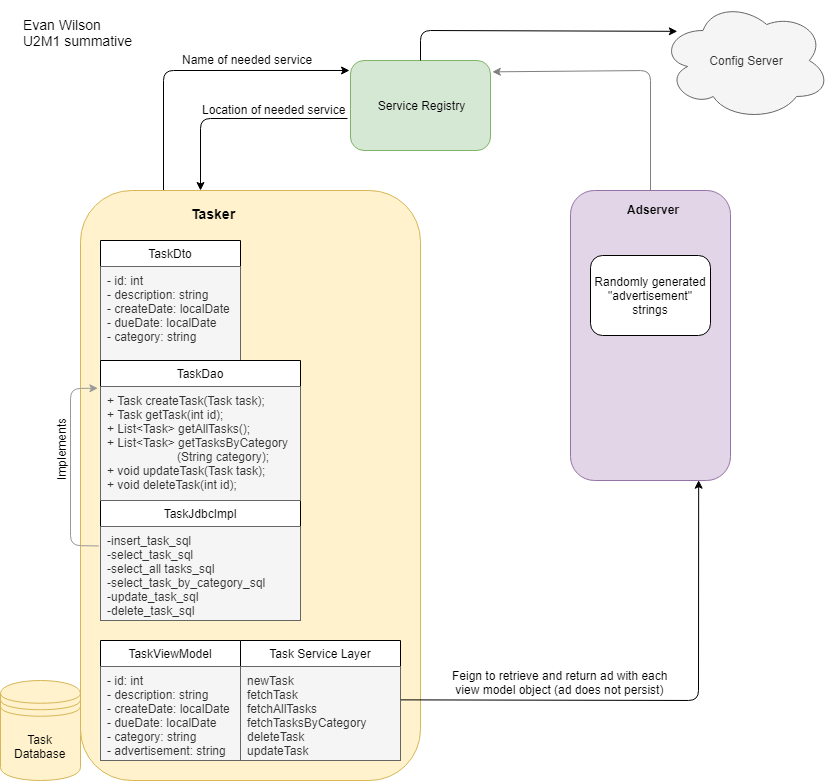 Evan Wilson
U2M1 summative
Name of needed service
Location of needed service
Service Registry
Config Server
Tasker
TaskDto
- id: int
- description: string
- createDate: localDate
- dueDate: localDate
- category: string
TaskDao
+ Task createTask(Task task);
+ Task getTask(int id);
+ List<Task> getAllTasks();
+ List<Task> getTasksByCategory
(String category);
+ void updateTask(Task task);
+ void deleteTask(int id);
Implements
TaskJdbcImpl
-insert_task_sql
-select_task_sql
-select_all tasks_sql
-select_task_by_category_sql
-update_task_sql
-delete_task_sql
TaskViewModel
- id: int
- description: string
- createDate: localDate
- dueDate: localDate
- category: string
- advertisement: string
Task Service Layer
newTask
fetchTask
fetchAllTasks
fetchTasksByCategory
deleteTask
updateTask
Task
Database
Adserver
Randomly generated
"advertisement"
strings
Feign to retrieve and return ad with each
view model object (ad does not persist)